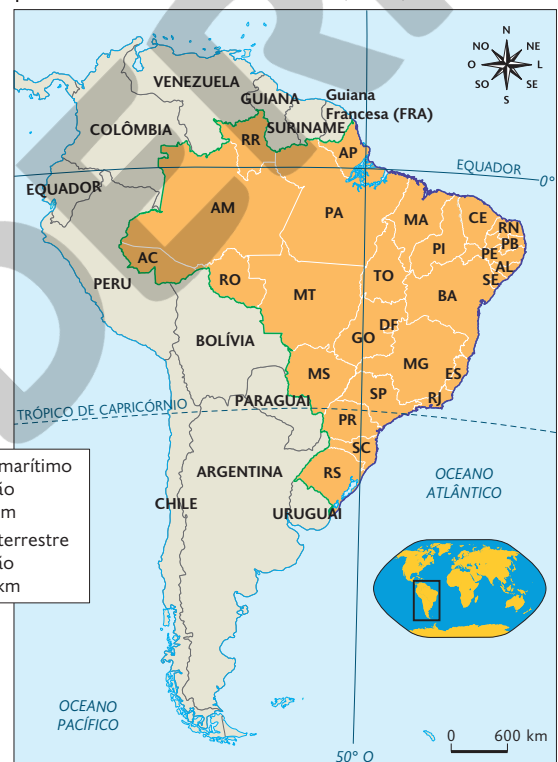 N
NO NE
O L
SO SE
S
VENEZUELA
GUIANA
Guiana
Francesa (FRA)
SURINAME
COLÔMBIA
RR
AP
EQUADOR
0°
EQUADOR
AM
PA
MA
CE
RN
PB
PI
PE
AL
SE
AC
PERU
RO
TO
MT
BA
DF
GO
BOLÍVIA
MG
ES
MS
SP
RJ
PARAGUAI
TRÓPICO DE CAPRICÓRNIO
PR
SC
RS
marítimo
ão
m
terrestre
ão
km
ARGENTINA
CHILE
URUGUAI
OCEANO
ATLÂNTICO
OCEANO
PACÍFICO
0 600 km
50° O